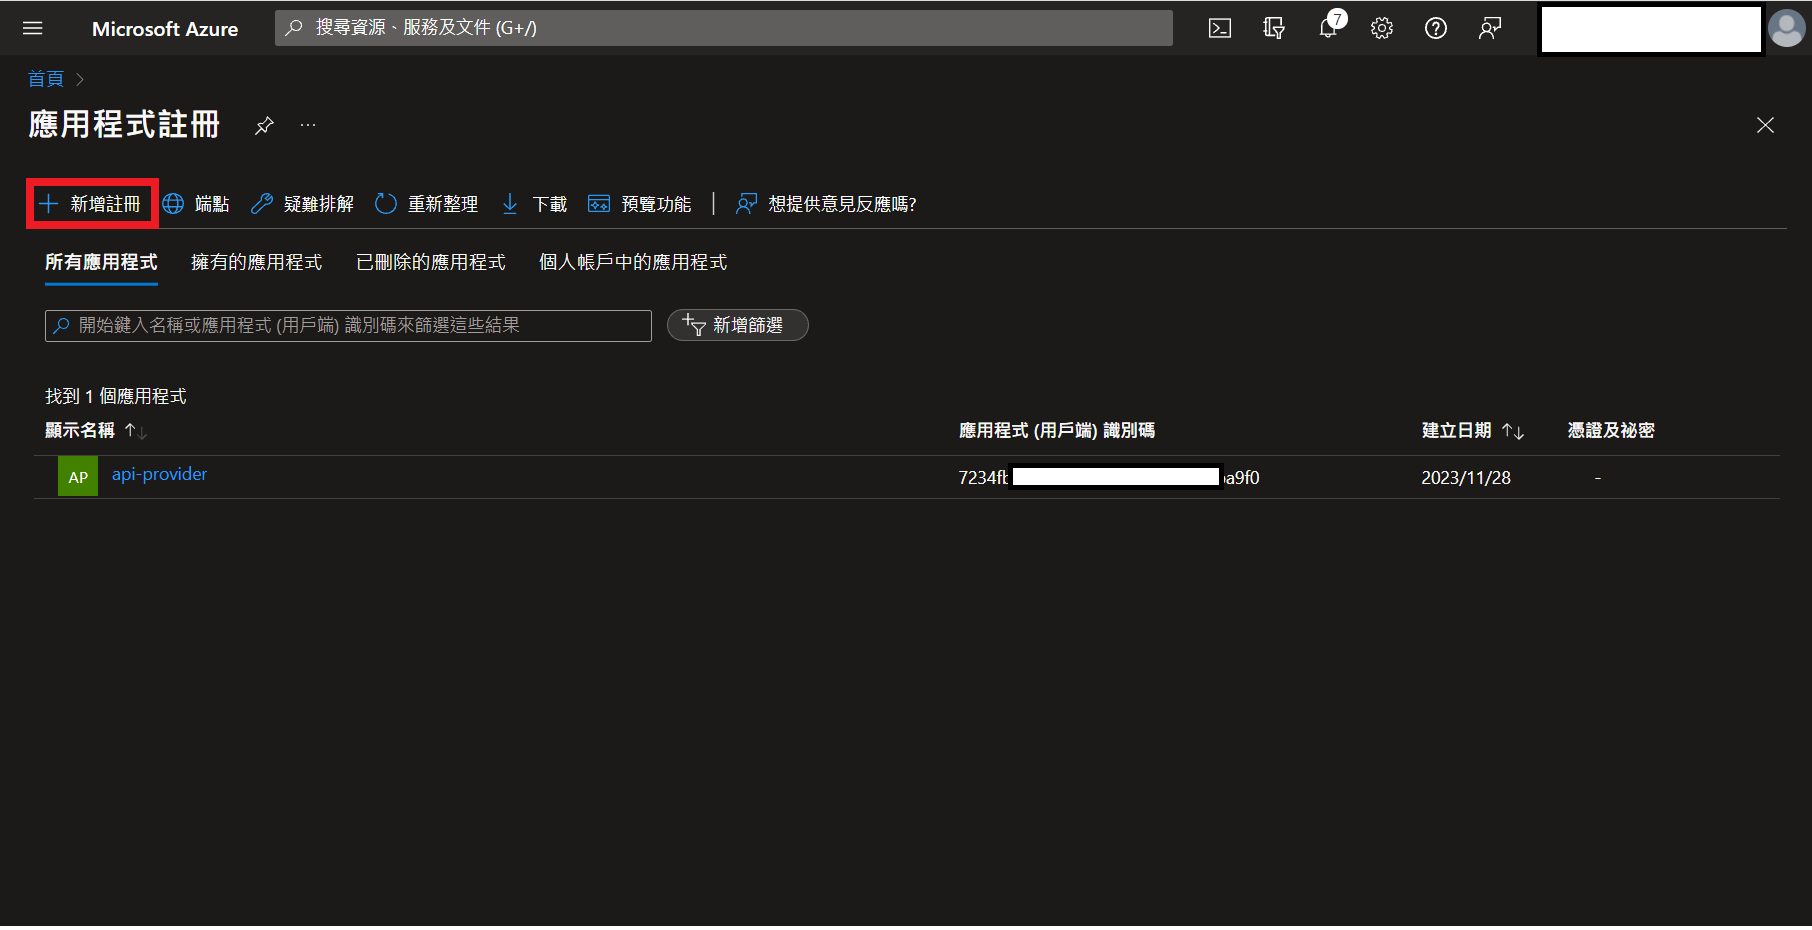 Microsoft Azure
搜尋資源、服務及文件 (G+/)
7
首頁
應用程式註冊
新增註冊 端點 疑難排解 重新整理 下載 預覽功能 想提供意見反應嗎?
所有應用程式 擁有的應用程式 已刪除的應用程式 個人帳戶中的應用程式
開始鍵入名稱或應用程式 (用戶端) 識別碼來篩選這些結果 新增篩選
找到 1 個應用程式
顯示名稱 應用程式 (用戶端) 識別碼 建立日期 憑證及祕密
AP api-provider 7234fb a9f0 2023/11/28 -